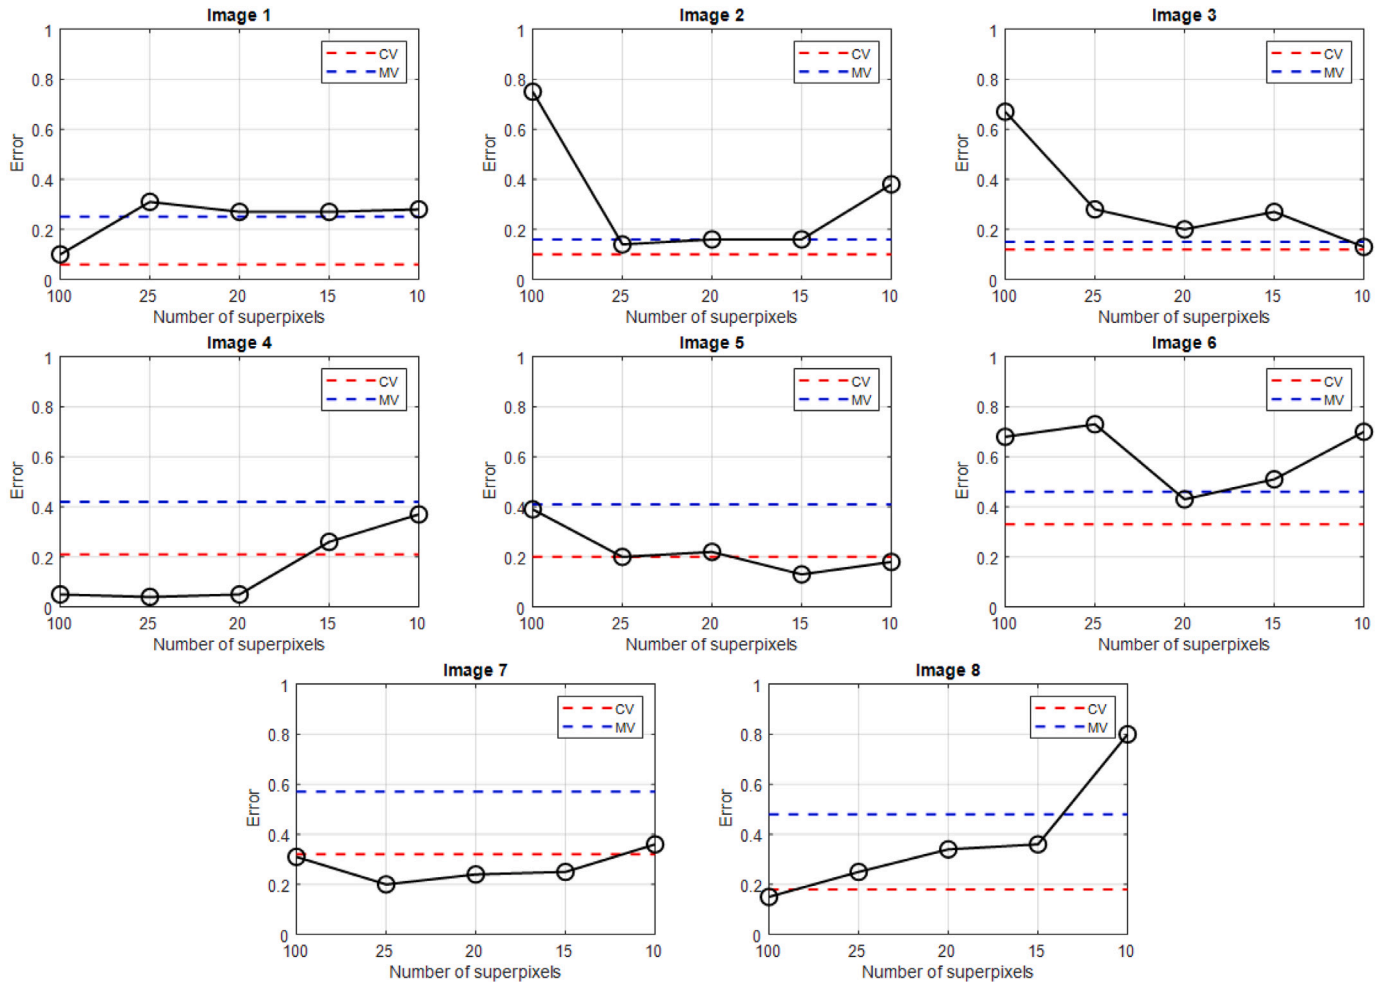 Image 1
1
0.8
0.6
0.4
0.2
0
Error
CV
MV
100 25 20 15 10
Number of superpixels
Image 2
1
0.8
0.6
0.4
0.2
0
Error
CV
MV
100 25 20 15 10
Number of superpixels
Image 3
1
0.8
0.6
0.4
0.2
0
Error
CV
MV
100 25 20 15 10
Number of superpixels
Image 4
1
0.8
0.6
0.4
0.2
0
Error
CV
MV
100 25 20 15 10
Number of superpixels
Image 5
1
0.8
0.6
0.4
0.2
0
Error
CV
MV
100 25 20 15 10
Number of superpixels
Image 6
1
0.8
0.6
0.4
0.2
0
Error
CV
MV
100 25 20 15 10
Number of superpixels
Image 7
1
0.8
0.6
0.4
0.2
0
Error
CV
MV
100 25 20 15 10
Number of superpixels
Image 8
1
0.8
0.6
0.4
0.2
0
Error
CV
MV
100 25 20 15 10
Number of superpixels